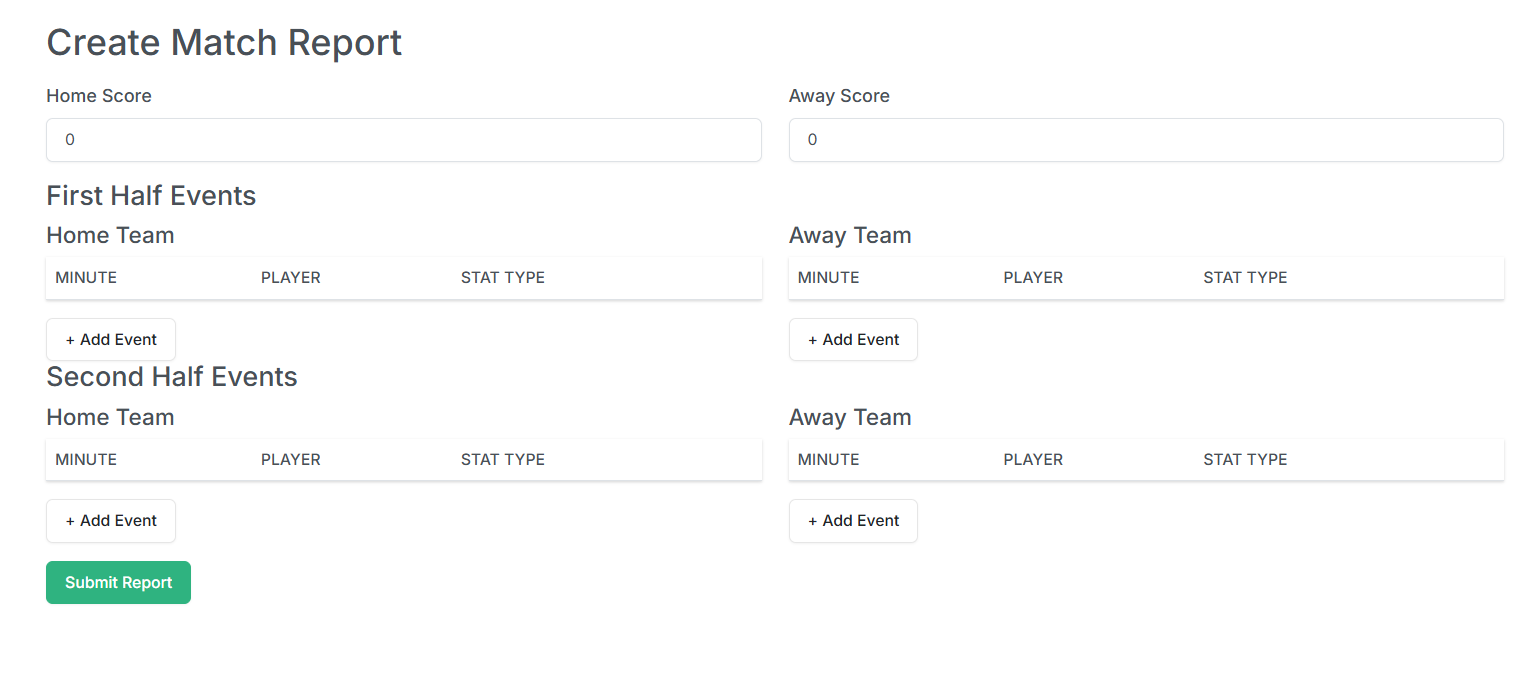 Create Match Report
Home Score Away Score
0 0
First Half Events
Home Team Away Team
MINUTE PLAYER STAT TYPE MINUTE PLAYER STAT TYPE
+ Add Event + Add Event
Second Half Events
Home Team Away Team
MINUTE PLAYER STAT TYPE MINUTE PLAYER STAT TYPE
+ Add Event + Add Event
Submit Report